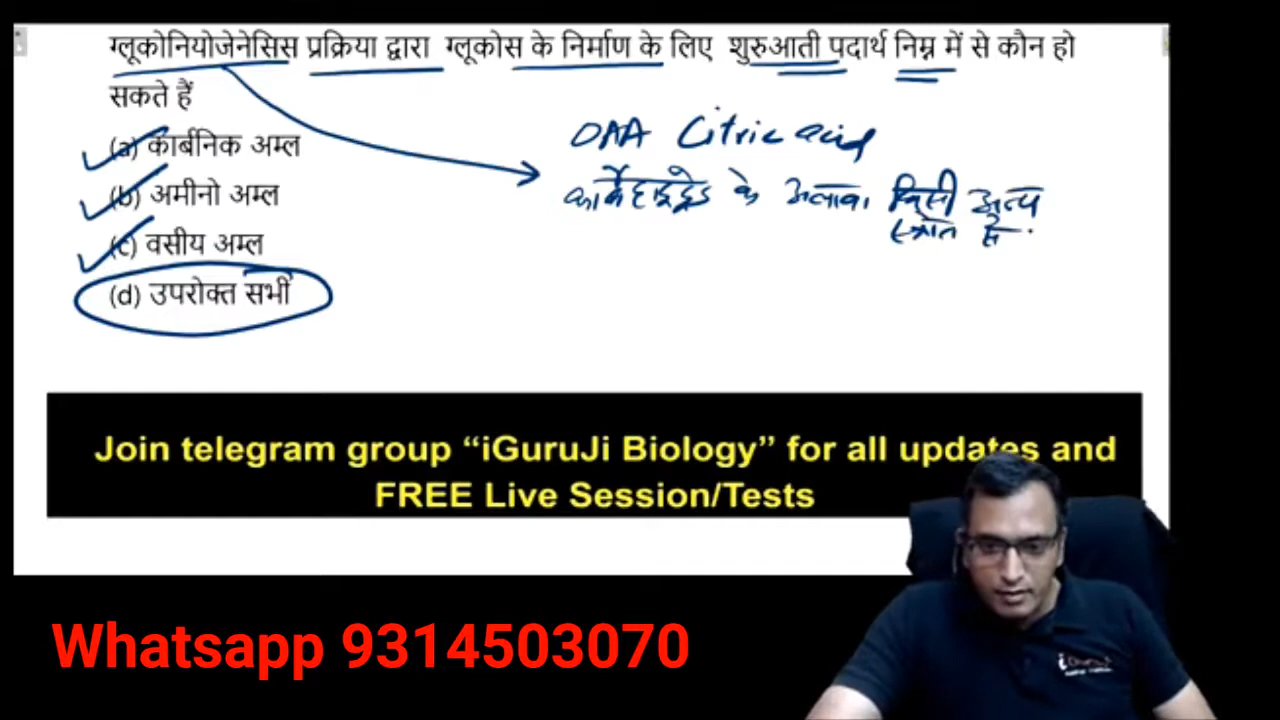 ग्लूकोनियोजेनेसिस प्रक्रिया द्वारा ग्लूकोस के निर्माण के लिए शुरुआती पदार्थ निम्न में से कौन हो
सकते हैं
(a) कार्बनिक अम्ल
(b) अमीनो अम्ल
(c) वसीय अम्ल
(d) उपरोक्त सभी
OAA Citric acid
कार्बोहाइड्रेड के अलावा किसी अन्य
स्त्रोत से
Join telegram group “iGuruJi Biology” for all updates and
FREE Live Session/Tests
Whatsapp 9314503070
iGuruJi